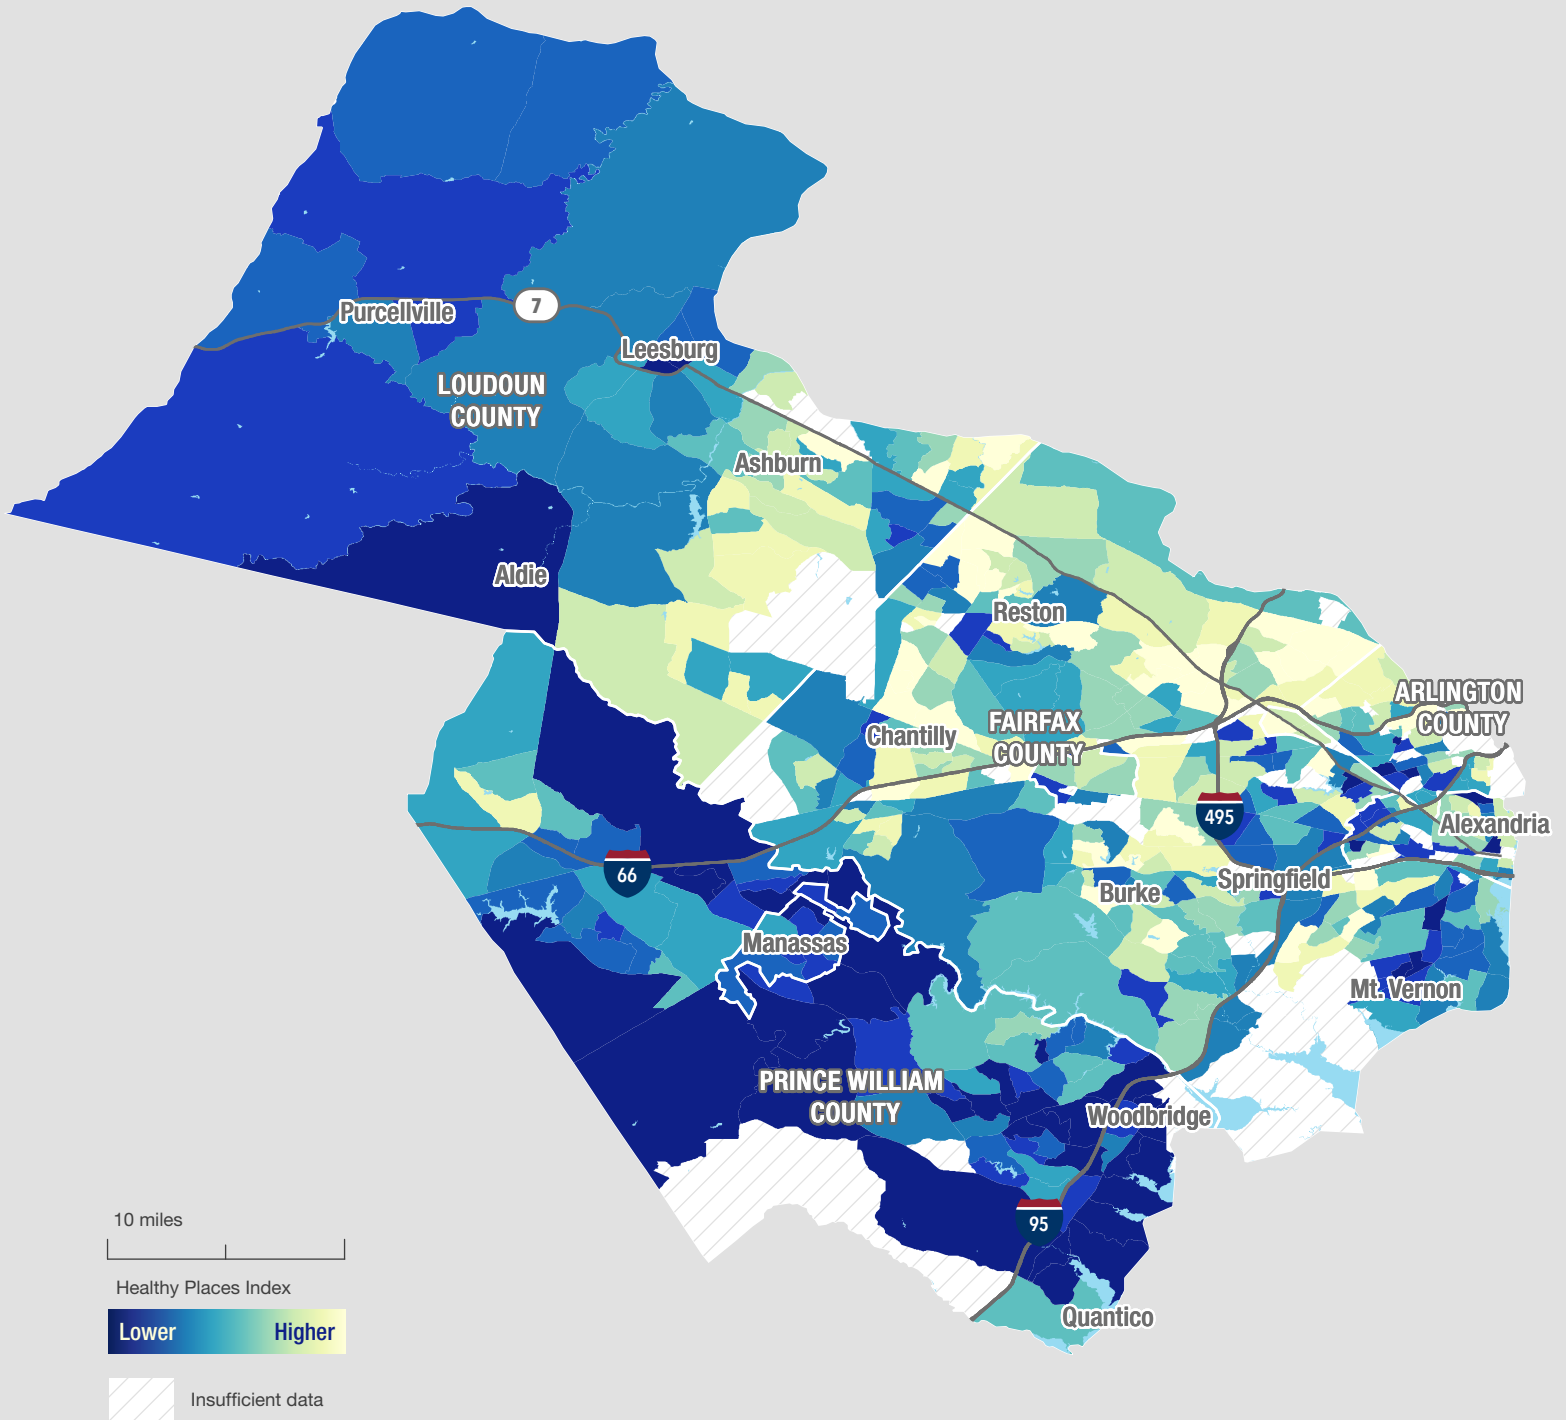 Purcellville
7
Leesburg
LOUDOUN
COUNTY
Ashburn
Aldie
Reston
ARLINGTON
COUNTY
FAIRFAX
COUNTY
Chantilly
495
Alexandria
66
Springfield
Burke
Manassas
Mt. Vernon
PRINCE WILLIAM
COUNTY
Woodbridge
95
Quantico
10 miles
Healthy Places Index
Lower
Higher
Insufficient data